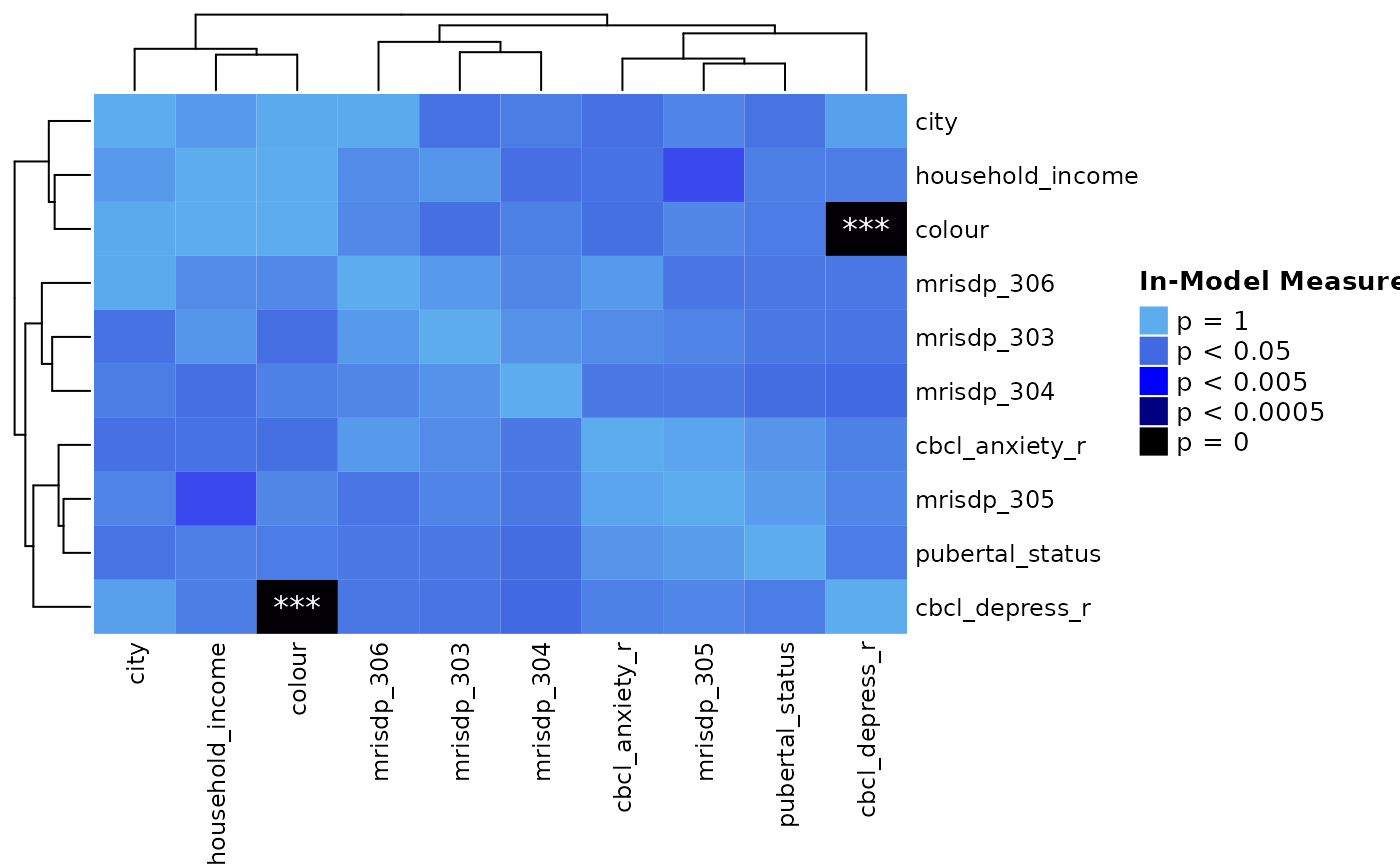 city
household_income
***
colour
mrisdp_306
mrisdp_303
mrisdp_304
cbcl_anxiety_r
mrisdp_305
pubertal_status
***
cbcl_depress_r
city
household_income
colour
mrisdp_306
mrisdp_303
mrisdp_304
cbcl_anxiety_r
mrisdp_305
pubertal_status
cbcl_depress_r
In-Model Measure
p = 1
p < 0.05
p < 0.005
p < 0.0005
p = 0